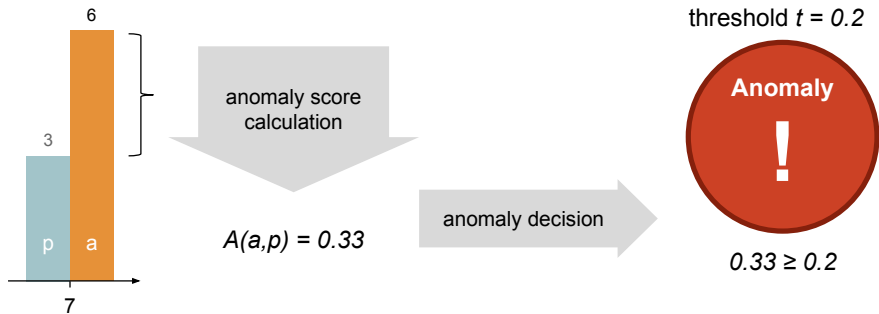 6
3
p
a
7
anomaly score
calculation
A(a,p) = 0.33
anomaly decision
threshold t = 0.2
Anomaly
!
0.33 ≥ 0.2